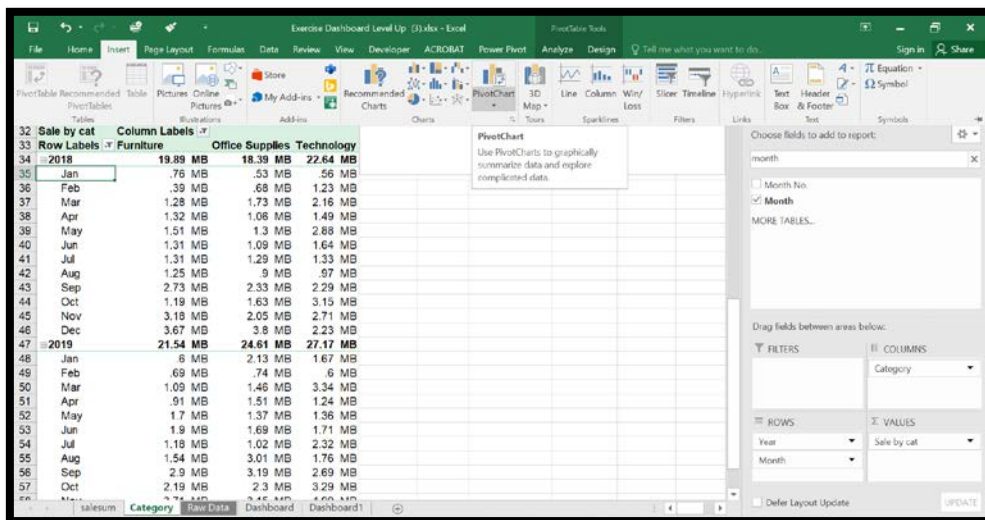 Exercise Dashboard Level Up (3).xlsx - Excel
PivotTable Tools
File Home Insert Page Layout Formulas Data Review View Developer ACROBAT Power Pivot Analyze Design Tell me what you want to do... Sign in Share
PivotTable Recommended PivotTables Table
Pictures Online Pictures
Store
My Add-ins
Recommended Charts
PivotChart
3D Map
Line Column Win/Loss
Slicer Timeline
Hyperlink
Text Box Header & Footer
Equation
Symbol
Tables Illustrations Add-ins Charts Tours Sparklines Filters Links Text Symbols
PivotChart
Use PivotCharts to graphically
summarize data and explore
complicated data.
32 Sale by cat Column Labels
33 Row Labels Furniture Office Supplies Technology
34 2018 19.89 MB 18.39 MB 22.64 MB
35 Jan .76 MB .53 MB .56 MB
36 Feb .39 MB .68 MB 1.23 MB
37 Mar 1.28 MB 1.73 MB 2.16 MB
38 Apr 1.32 MB 1.06 MB 1.49 MB
39 May 1.51 MB 1.3 MB 2.88 MB
40 Jun 1.31 MB 1.09 MB 1.64 MB
41 Jul 1.31 MB 1.29 MB 1.33 MB
42 Aug 1.25 MB .9 MB .97 MB
43 Sep 2.73 MB 2.33 MB 2.29 MB
44 Oct 1.19 MB 1.63 MB 3.15 MB
45 Nov 3.18 MB 2.05 MB 2.71 MB
46 Dec 3.67 MB 3.8 MB 2.23 MB
47 2019 21.54 MB 24.61 MB 27.17 MB
48 Jan .6 MB 2.13 MB 1.67 MB
49 Feb .69 MB .74 MB .6 MB
50 Mar 1.09 MB 1.46 MB 3.34 MB
51 Apr .91 MB 1.51 MB 1.24 MB
52 May 1.7 MB 1.37 MB 1.36 MB
53 Jun 1.9 MB 1.69 MB 1.71 MB
54 Jul 1.18 MB 1.02 MB 2.32 MB
55 Aug 1.54 MB 3.01 MB 1.76 MB
56 Sep 2.9 MB 3.19 MB 2.69 MB
57 Oct 2.19 MB 2.3 MB 3.29 MB
Choose fields to add to report:
month
Month No.
Month
MORE TABLES...
Drag fields between areas below:
FILTERS COLUMNS
Category
ROWS VALUES
Year Sale by cat
Month
Defer Layout Update UPDATE
salesum Category Raw Data Dashboard Dashboard1